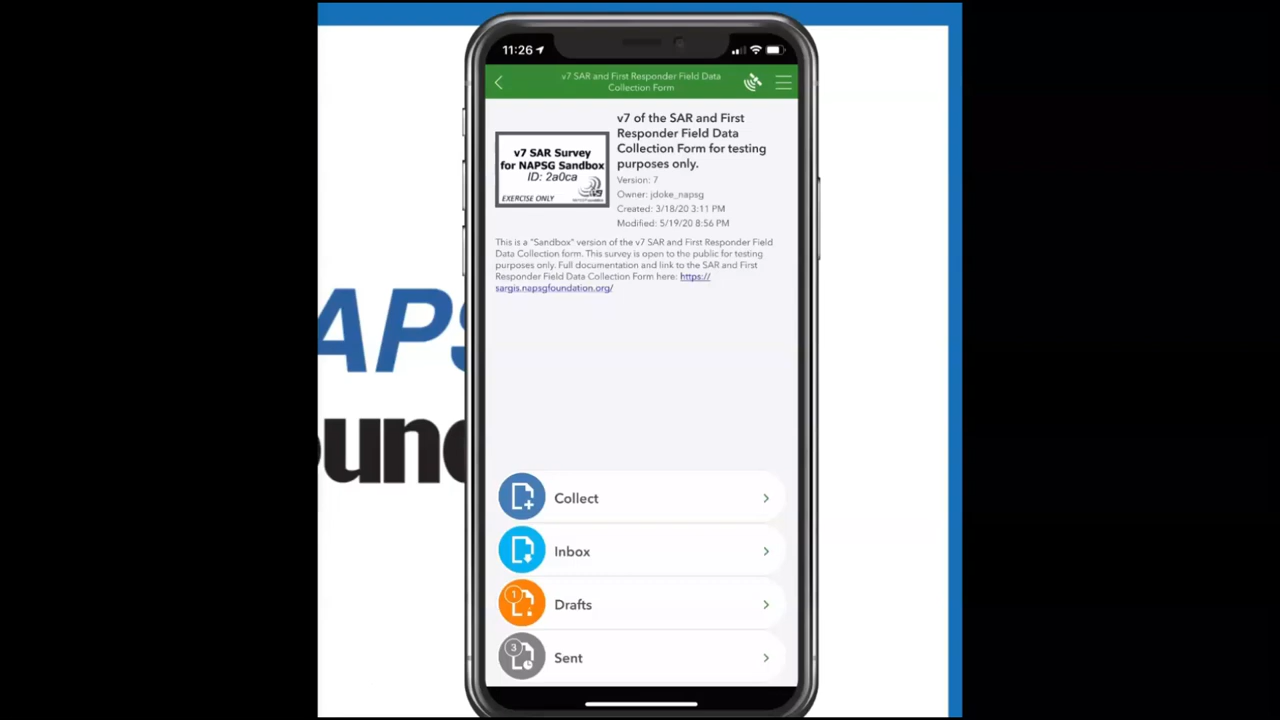 11:26
v7 SAR and First Responder Field Data
Collection Form
v7 SAR Survey
for NAPSG Sandbox
ID: 2a0ca
EXERCISE ONLY
v7 of the SAR and First
Responder Field Data
Collection Form for testing
purposes only.
Version: 7
Owner: jdoke_napsg
Created: 3/18/20 3:11 PM
Modified: 5/19/20 8:56 PM
This is a "Sandbox" version of the v7 SAR and First Responder Field
Data Collection form. This survey is open to the public for testing
purposes only. Full documentation and link to the SAR and First
Responder Field Data Collection Form here: https://
sargis.napsgfoundation.org/
APS
ound
Collect
Inbox
1
Drafts
3
Sent